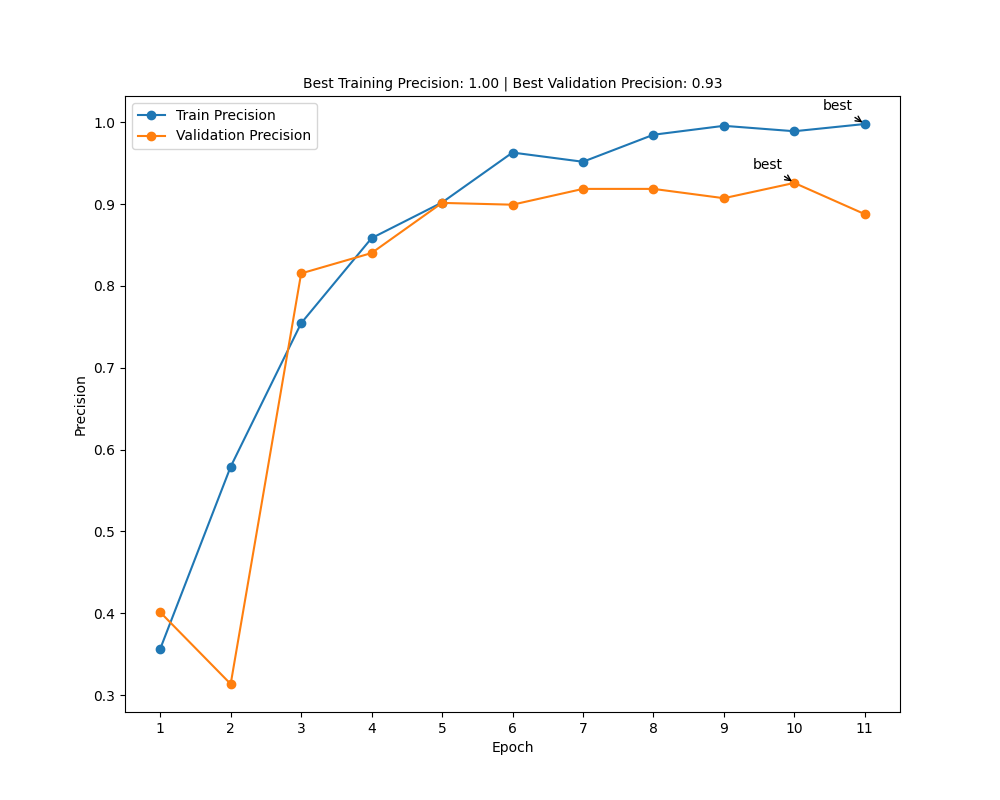 Best Training Precision: 1.00 | Best Validation Precision: 0.93
Train Precision
Validation Precision
best
best
1.0
0.9
0.8
0.7
0.6
0.5
0.4
0.3
Precision
1 2 3 4 5 6 7 8 9 10 11
Epoch